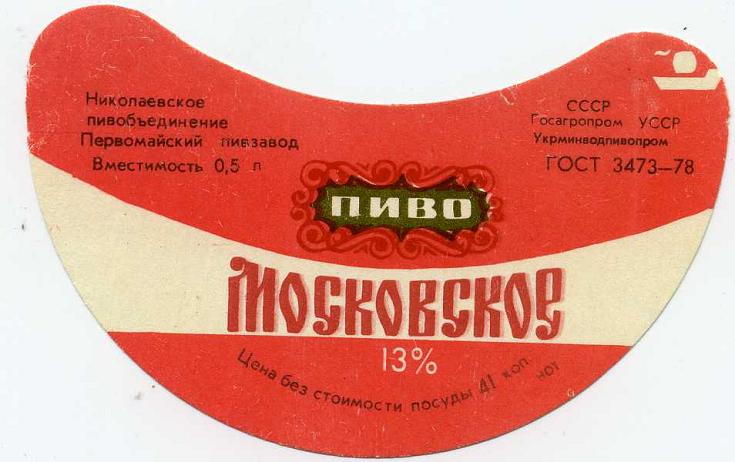 Николаевское
пивобъединение
Первомайский пивзавод
Вместимость 0,5 л
СССР
Госагропром УССР
Укрминводпивопром
ГОСТ 3473—78
ПИВО
Московское
13%
Цена без стоимости посуды 41 коп.